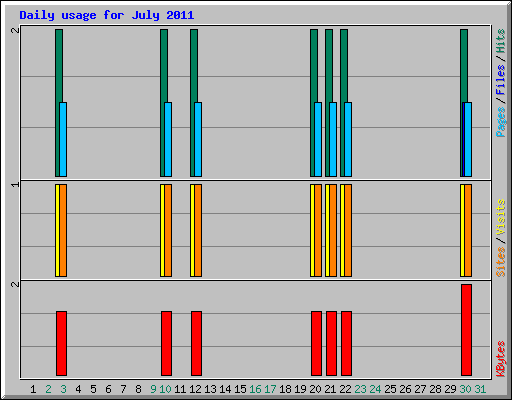 Daily usage for July 2011
2
Pages/Files/Hits
1
Sites/Visits
2
KBytes
1 2 3 4 5 6 7 8 9 10 11 12 13 14 15 16 17 18 19 20 21 22 23 24 25 26 27 28 29 30 31